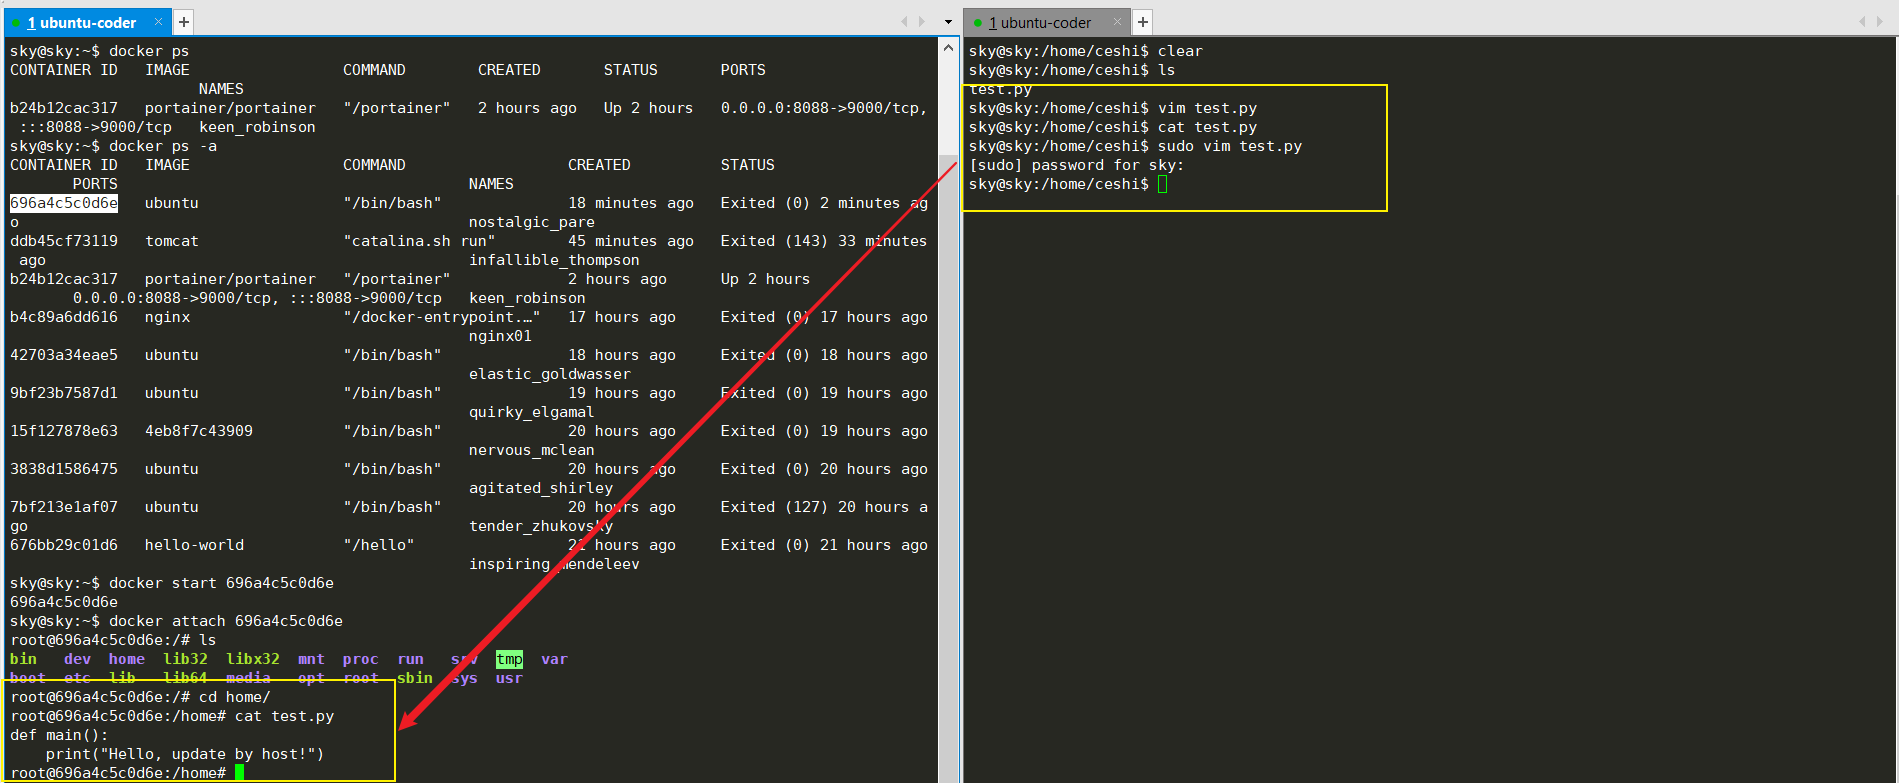 1 ubuntu-coder × +
sky@sky:~$ docker ps
CONTAINER ID   IMAGE                 COMMAND        CREATED       STATUS       PORTS
                     NAMES
b24b12cac317   portainer/portainer   "/portainer"   2 hours ago   Up 2 hours   0.0.0.0:8088->9000/tcp,
 :::8088->9000/tcp   keen_robinson
sky@sky:~$ docker ps -a
CONTAINER ID   IMAGE                 COMMAND                  CREATED          STATUS
       PORTS                                       NAMES
696a4c5c0d6e   ubuntu                "/bin/bash"              18 minutes ago   Exited (0) 2 minutes ag
o                                                  nostalgic_pare
ddb45cf73119   tomcat                "catalina.sh run"        45 minutes ago   Exited (143) 33 minutes
 ago                                               infallible_thompson
b24b12cac317   portainer/portainer   "/portainer"             2 hours ago      Up 2 hours
       0.0.0.0:8088->9000/tcp, :::8088->9000/tcp   keen_robinson
b4c89a6dd616   nginx                 "/docker-entrypoint.…"   17 hours ago     Exited (0) 17 hours ago
                                                   nginx01
42703a34eae5   ubuntu                "/bin/bash"              18 hours ago     Exited (0) 18 hours ago
                                                   elastic_goldwasser
9bf23b7587d1   ubuntu                "/bin/bash"              19 hours ago     Exited (0) 19 hours ago
                                                   quirky_elgamal
15f127878e63   4eb8f7c43909          "/bin/bash"              20 hours ago     Exited (0) 19 hours ago
                                                   nervous_mclean
3838d1586475   ubuntu                "/bin/bash"              20 hours ago     Exited (0) 20 hours ago
                                                   agitated_shirley
7bf213e1af07   ubuntu                "/bin/bash"              20 hours ago     Exited (127) 20 hours a
go                                                 tender_zhukovsky
676bb29c01d6   hello-world           "/hello"                 21 hours ago     Exited (0) 21 hours ago
                                                   inspiring_mendeleev
sky@sky:~$ docker start 696a4c5c0d6e
696a4c5c0d6e
sky@sky:~$ docker attach 696a4c5c0d6e
root@696a4c5c0d6e:/# ls
bin   dev  home  lib32  libx32  mnt  proc  run   srv  tmp  var
boot  etc  lib   lib64  media   opt  root  sbin  sys  usr
root@696a4c5c0d6e:/# cd home/
root@696a4c5c0d6e:/home# cat test.py
def main():
    print("Hello, update by host!")
root@696a4c5c0d6e:/home#
1 ubuntu-coder × +
sky@sky:/home/ceshi$ clear
sky@sky:/home/ceshi$ ls
test.py
sky@sky:/home/ceshi$ vim test.py
sky@sky:/home/ceshi$ cat test.py
sky@sky:/home/ceshi$ sudo vim test.py
[sudo] password for sky:
sky@sky:/home/ceshi$